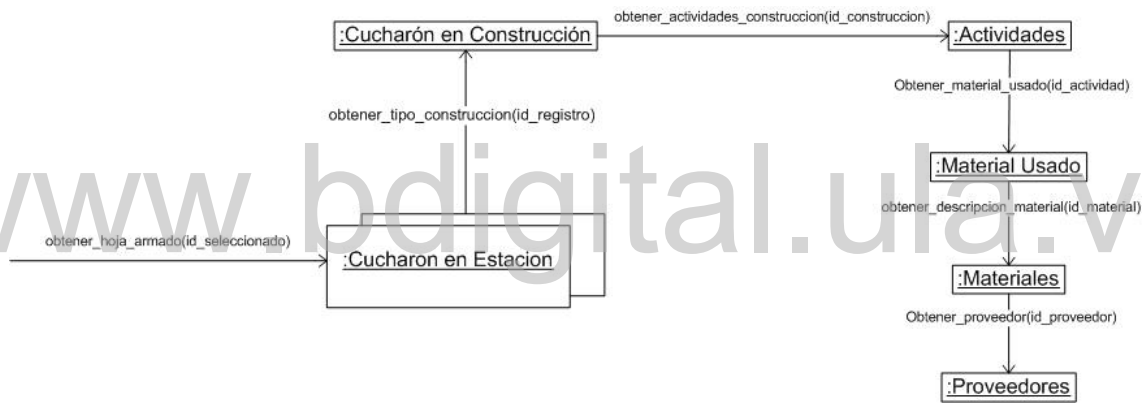 obtener_actividades_construccion(id_construccion)
:Cucharón en Construcción
:Actividades
Obtener_material_usado(id_actividad)
obtener_tipo_construccion(id_registro)
:Material Usado
www.bdigital.ula.v
obtener_descripcion_material(id_material)
obtener_hoja_armado(id_seleccionado)
:Cucharon en Estacion
:Materiales
Obtener_proveedor(id_proveedor)
:Proveedores